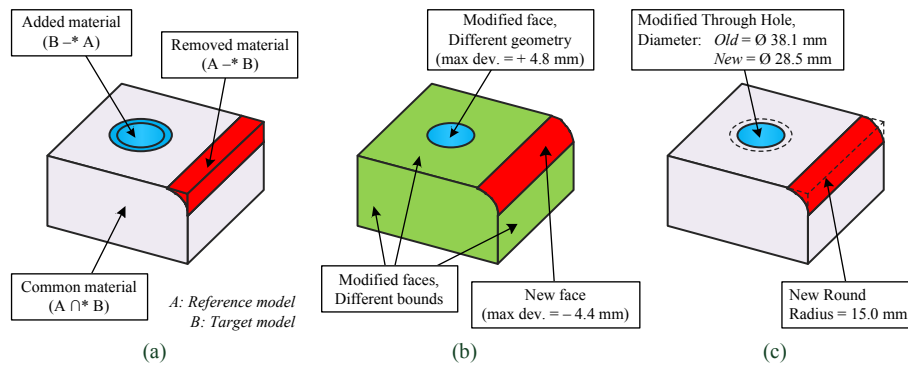 Added material
(B –* A)
Removed material
(A –* B)
Common material
(A ∩* B)
A: Reference model
B: Target model
(a)
Modified face,
Different geometry
(max dev. = + 4.8 mm)
Modified faces,
Different bounds
New face
(max dev. = – 4.4 mm)
(b)
Modified Through Hole,
Diameter: Old = Ø 38.1 mm
New = Ø 28.5 mm
New Round
Radius = 15.0 mm
(c)